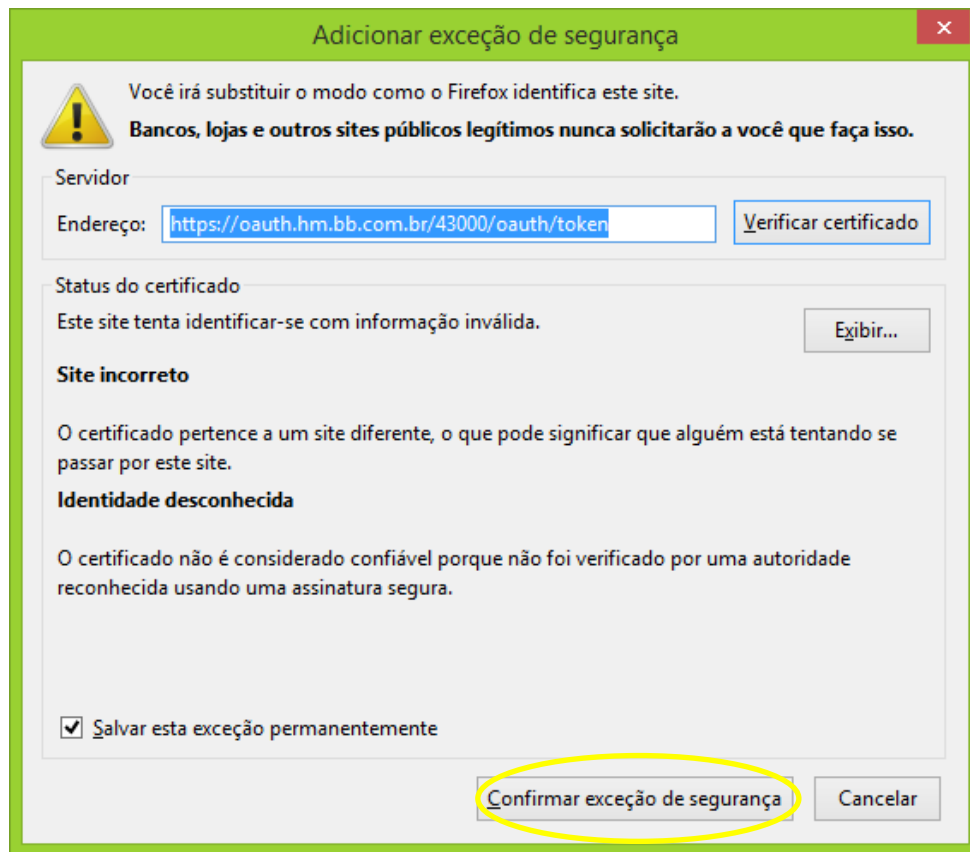 Adicionar exceção de segurança
Você irá substituir o modo como o Firefox identifica este site.
Bancos, lojas e outros sites públicos legítimos nunca solicitarão a você que faça isso.
Servidor
Endereço: https://oauth.hm.bb.com.br/43000/oauth/token Verificar certificado
Status do certificado
Este site tenta identificar-se com informação inválida.
Exibir...
Site incorreto
O certificado pertence a um site diferente, o que pode significar que alguém está tentando se
passar por este site.
Identidade desconhecida
O certificado não é considerado confiável porque não foi verificado por uma autoridade
reconhecida usando uma assinatura segura.
Salvar esta exceção permanentemente
Confirmar exceção de segurança Cancelar